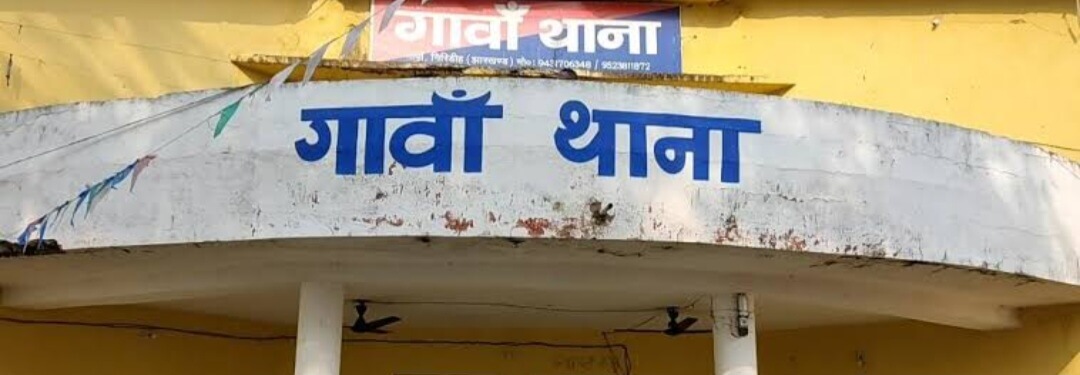 गावाँ थाना
गिरिडीह (झारखण्ड) मो०: 9431706348 / 9523811872
गावाँ थाना